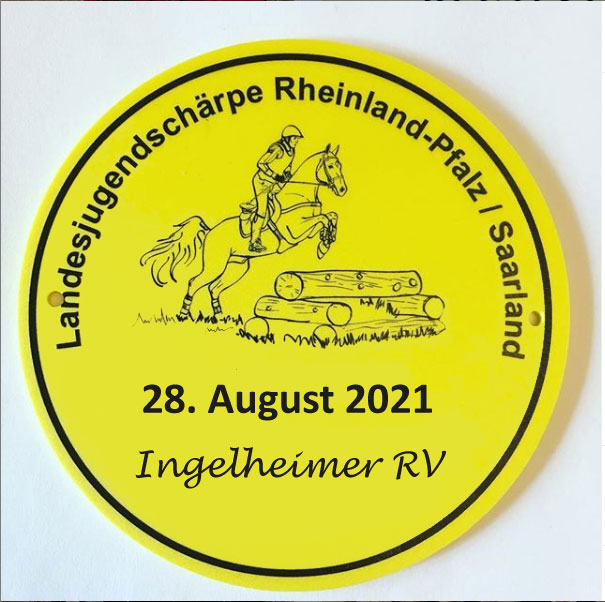 Landesjugendschärpe Rheinland-Pfalz / Saarland
28. August 2021
Ingelheimer RV